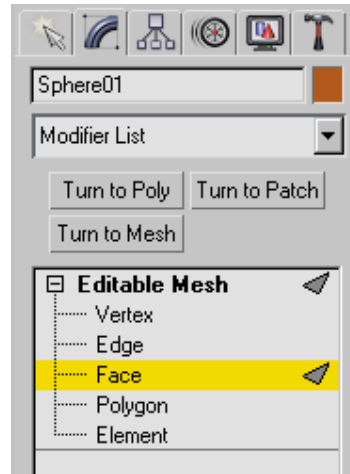 Sphere01
Modifier List
Turn to Poly Turn to Patch
Turn to Mesh
Editable Mesh
Vertex
Edge
Face
Polygon
Element